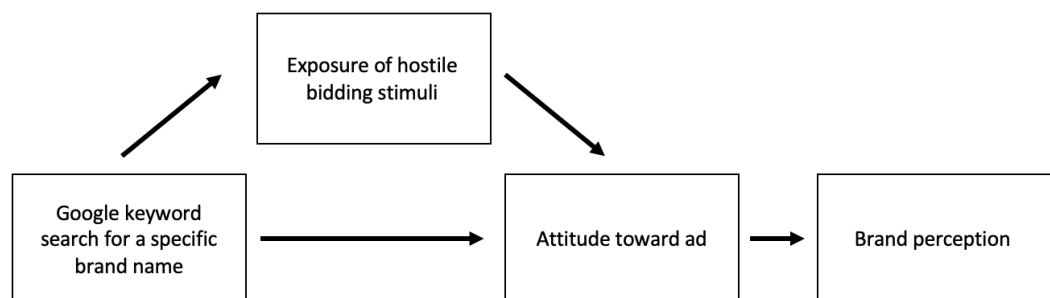 Exposure of hostile
bidding stimuli
Google keyword
search for a specific
brand name
Attitude toward ad
Brand perception